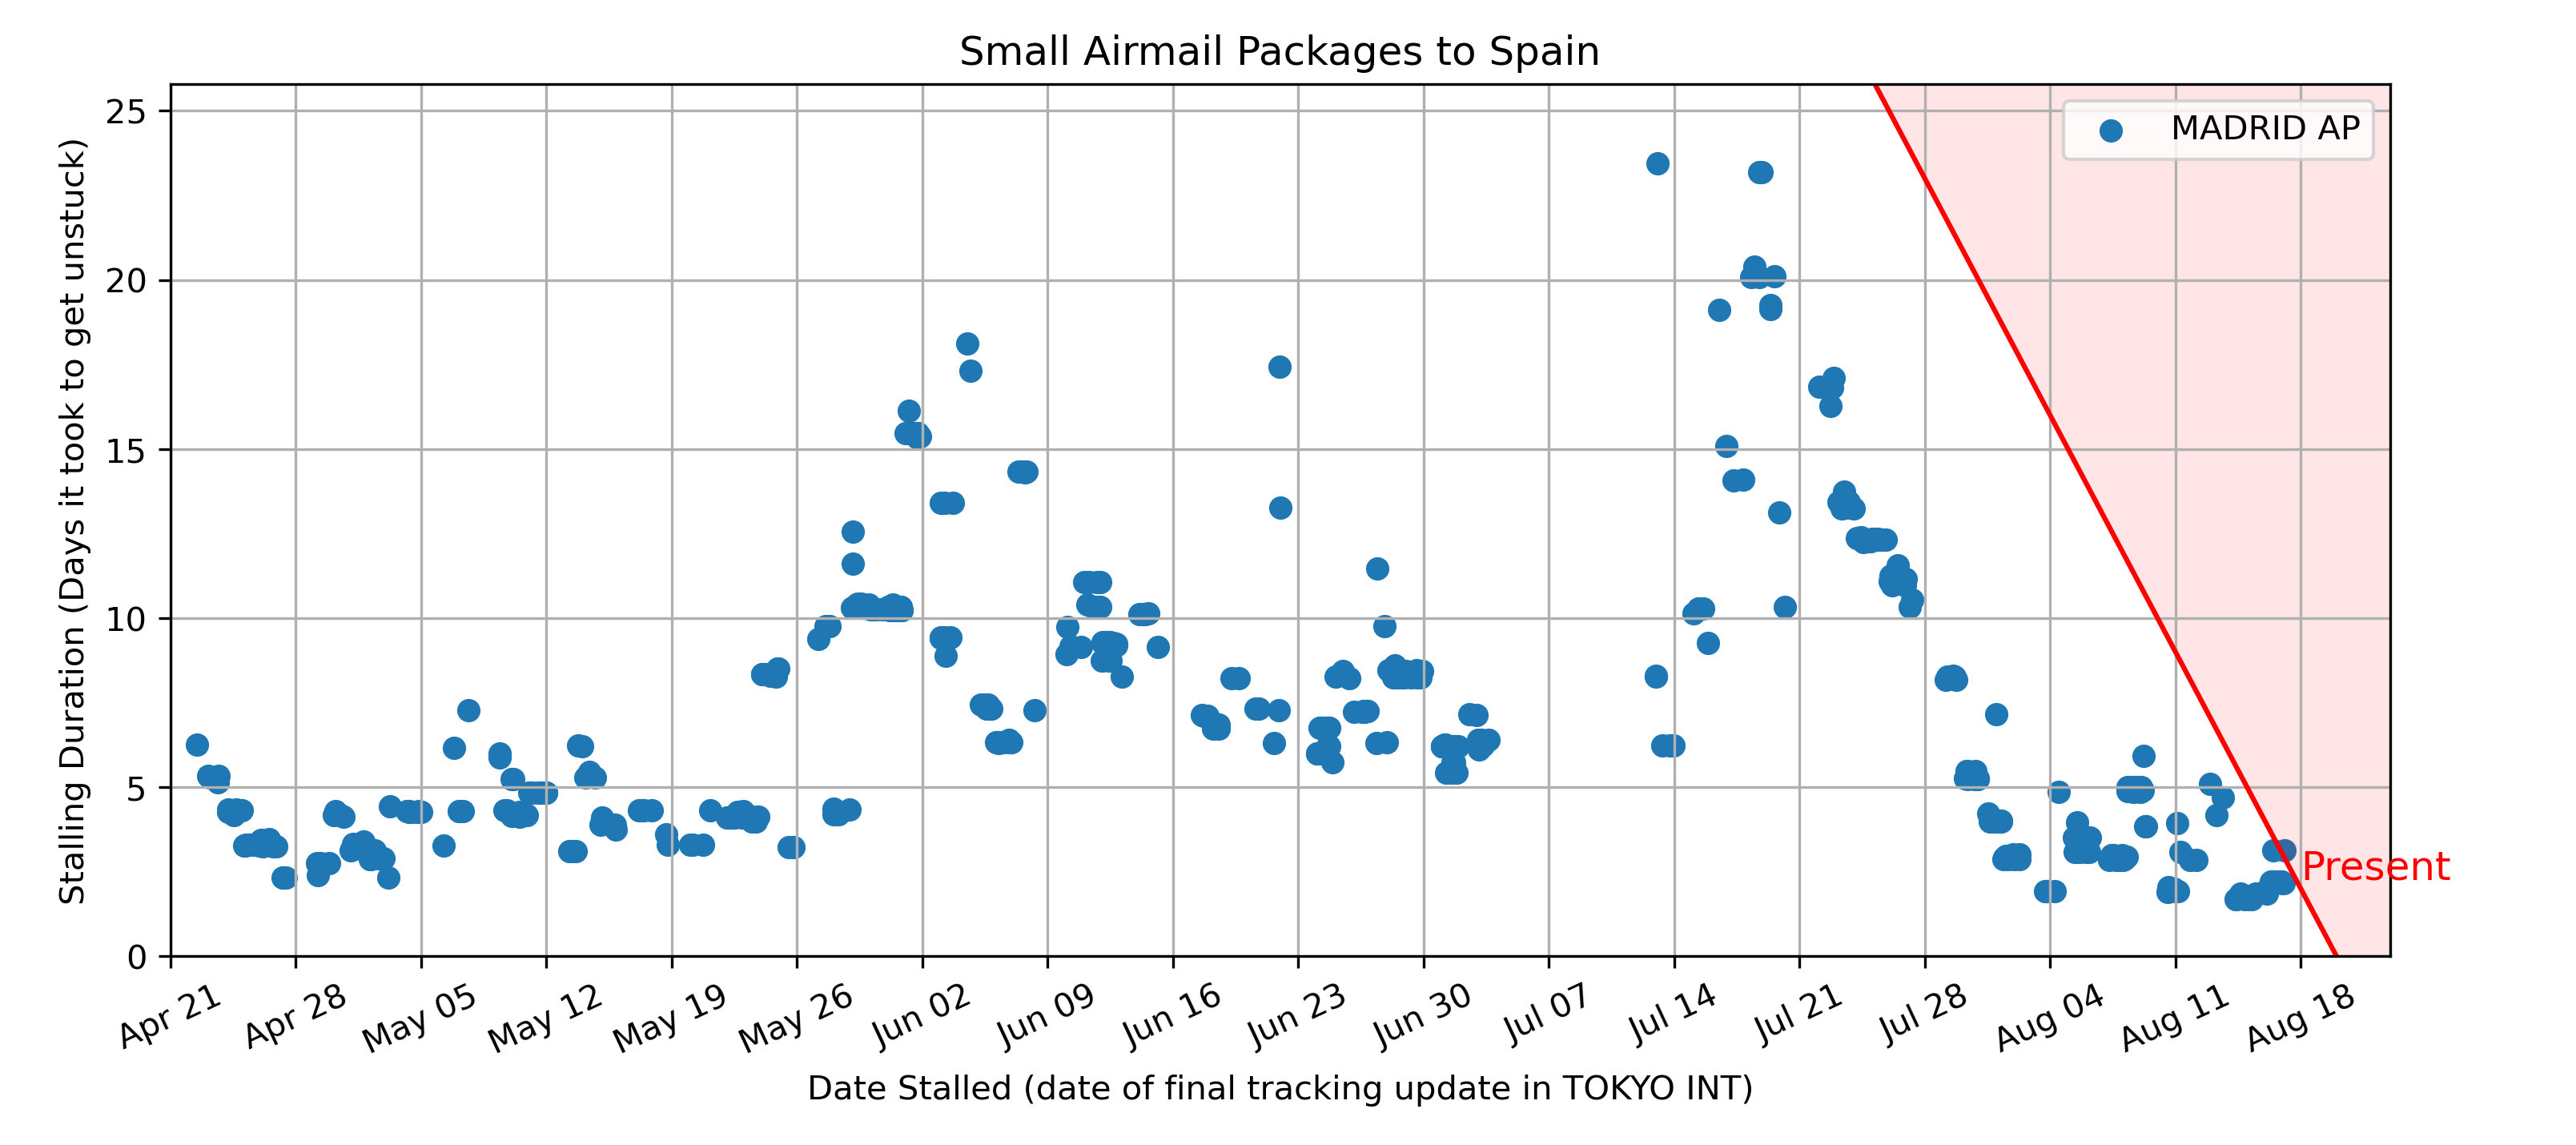 Small Airmail Packages to Spain
MADRID AP
25
20
15
10
5
0
Stalling Duration (Days it took to get unstuck)
Present
Apr 21
Apr 28
May 05
May 12
May 19
May 26
Jun 02
Jun 09
Jun 16
Jun 23
Jun 30
Jul 07
Jul 14
Jul 21
Jul 28
Aug 04
Aug 11
Aug 18
Date Stalled (date of final tracking update in TOKYO INT)